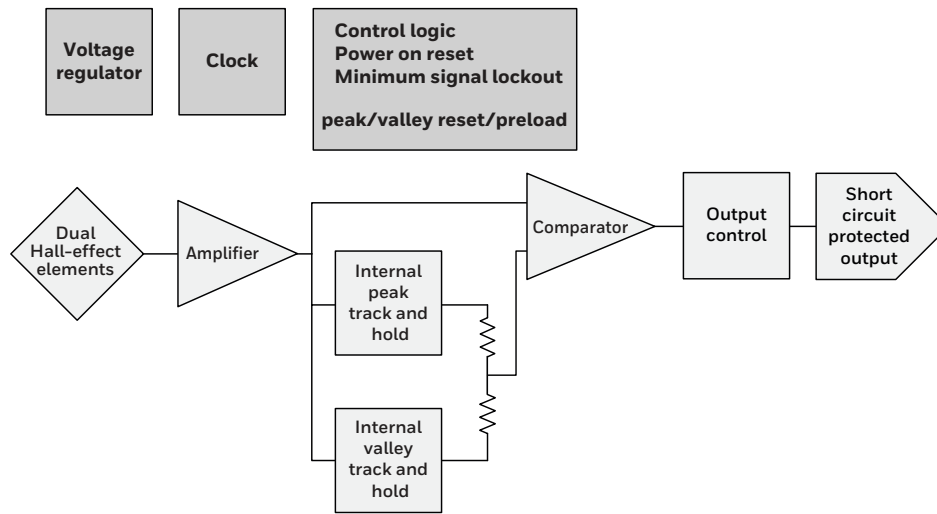 Voltage
regulator
Clock
Control logic
Power on reset
Minimum signal lockout
peak/valley reset/preload
Dual
Hall-effect
elements
Amplifier
Internal
peak
track and
hold
Internal
valley
track and
hold
Comparator
Output
control
Short
circuit
protected
output